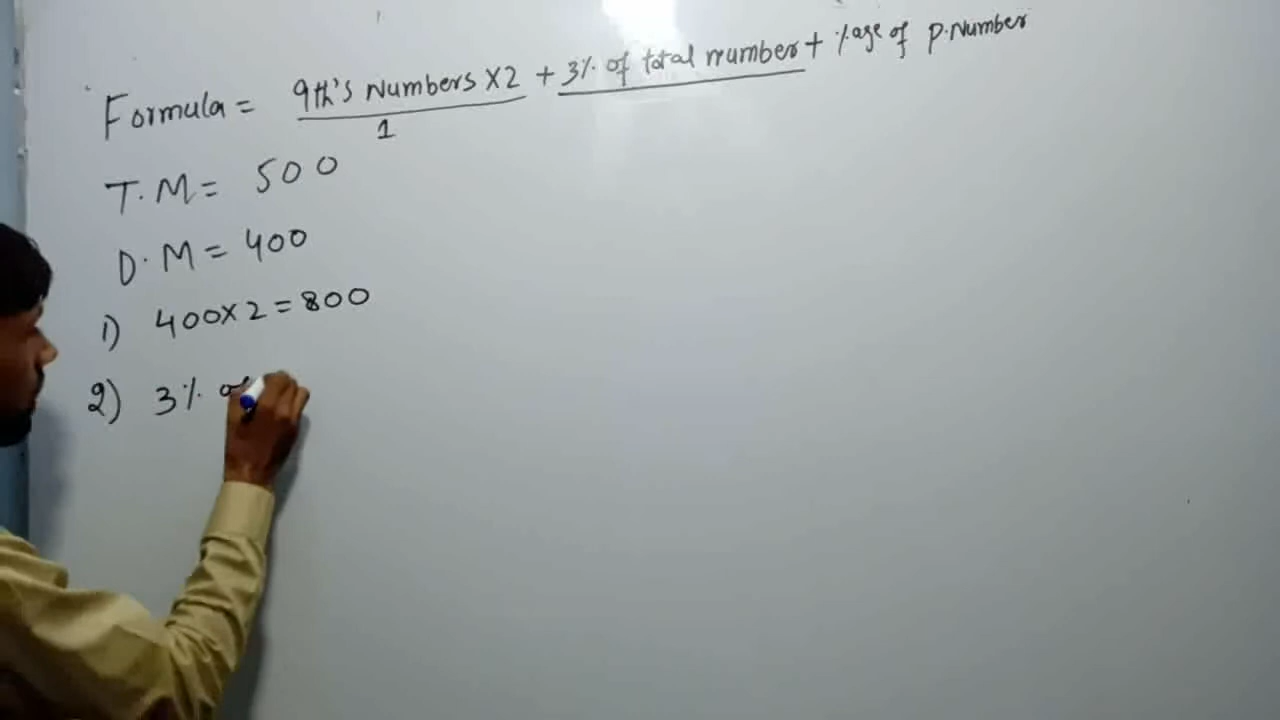 Formula = 9th's Numbers X2 + 3% of total number + %age of P.Number
1
T.M = 500
O.M = 400
1) 400X2 = 800
2) 3% of